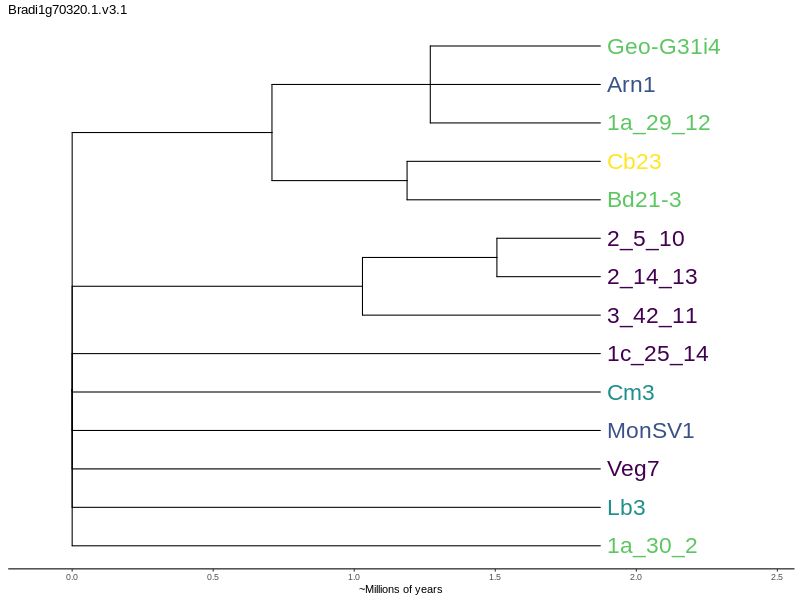 Bradi1g70320.1.v3.1
Geo-G31i4
Arn1
1a_29_12
Cb23
Bd21-3
2_5_10
2_14_13
3_42_11
1c_25_14
Cm3
MonSV1
Veg7
Lb3
1a_30_2
0.0 0.5 1.0 1.5 2.0 2.5
~Millions of years